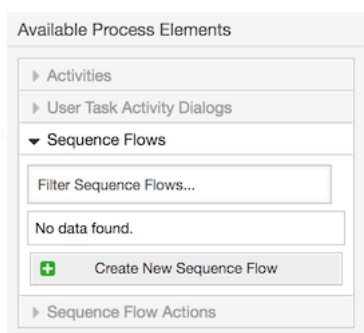 Available Process Elements
Activities
User Task Activity Dialogs
Sequence Flows
Filter Sequence Flows...
No data found.
Create New Sequence Flow
Sequence Flow Actions